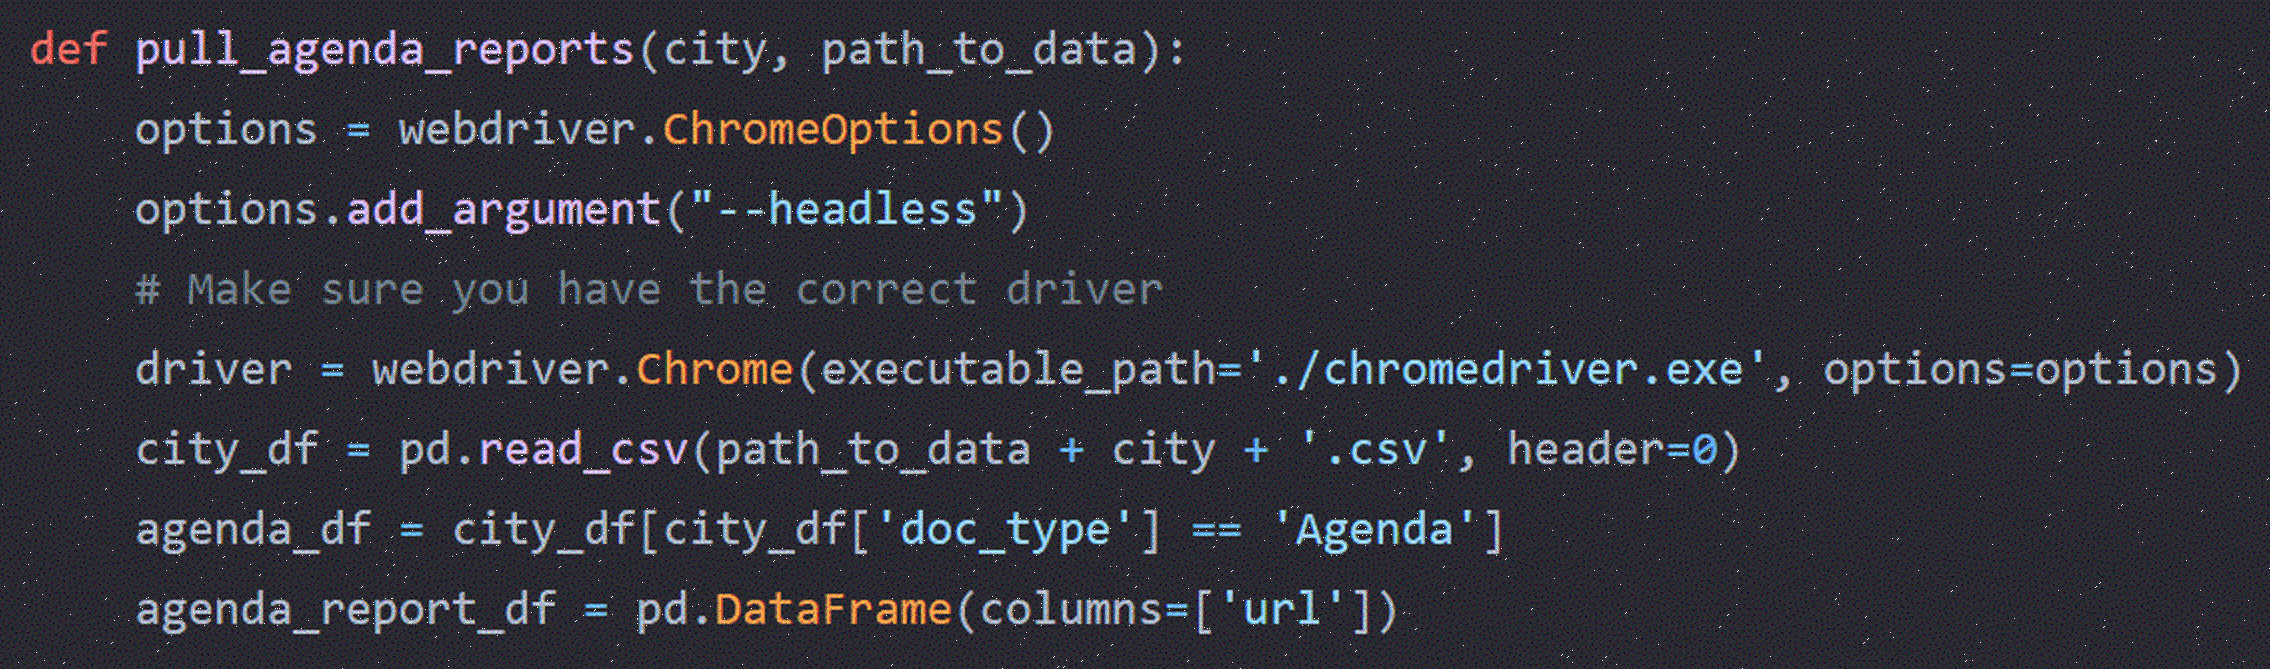 def pull_agenda_reports(city, path_to_data):
    options = webdriver.ChromeOptions()
    options.add_argument("--headless")
    # Make sure you have the correct driver
    driver = webdriver.Chrome(executable_path='./chromedriver.exe', options=options)
    city_df = pd.read_csv(path_to_data + city + '.csv', header=0)
    agenda_df = city_df[city_df['doc_type'] == 'Agenda']
    agenda_report_df = pd.DataFrame(columns=['url'])